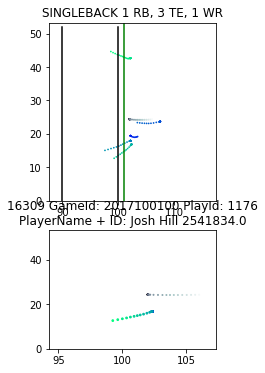 SINGLEBACK 1 RB, 3 TE, 1 WR
50
40
30
20
10
0
90 100 110
16309 GameId: 2017100100 PlayId: 1176
PlayerName + ID: Josh Hill 2541834.0
40
20
0
95 100 105